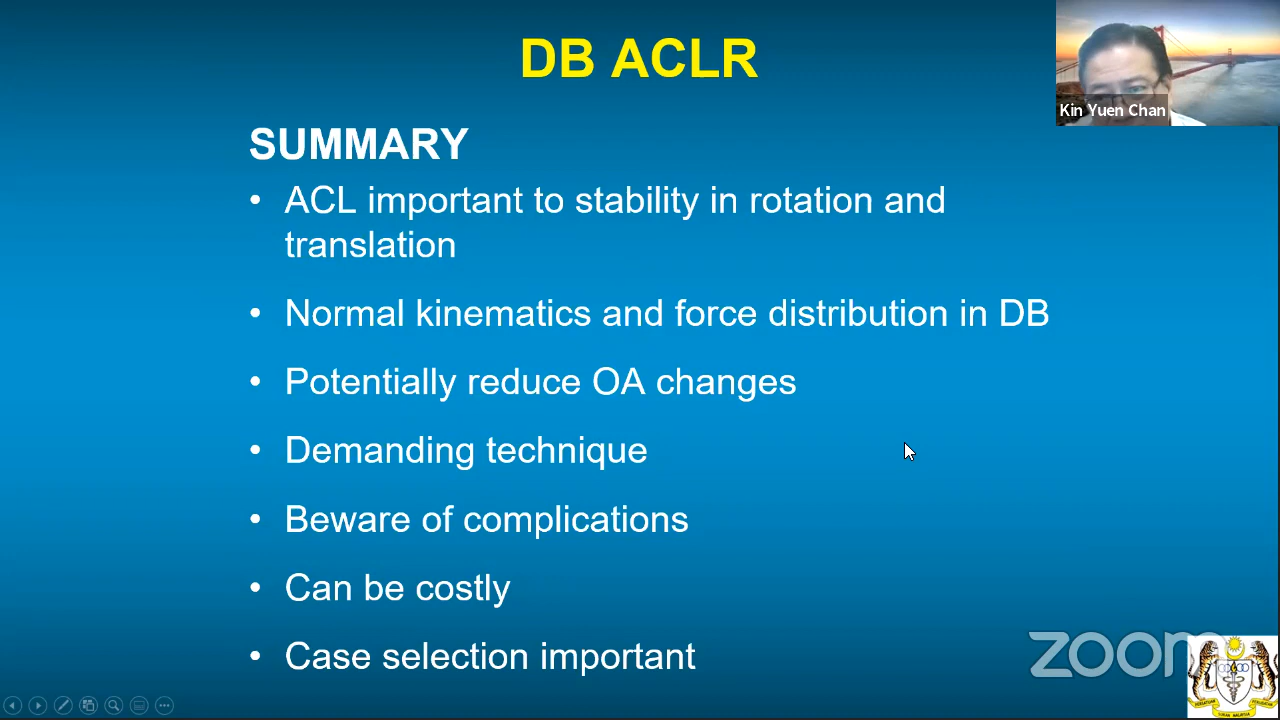 DB ACLR
Kin Yuen Chan
SUMMARY
• ACL important to stability in rotation and
translation
• Normal kinematics and force distribution in DB
• Potentially reduce OA changes
• Demanding technique
• Beware of complications
• Can be costly
• Case selection important
zoom